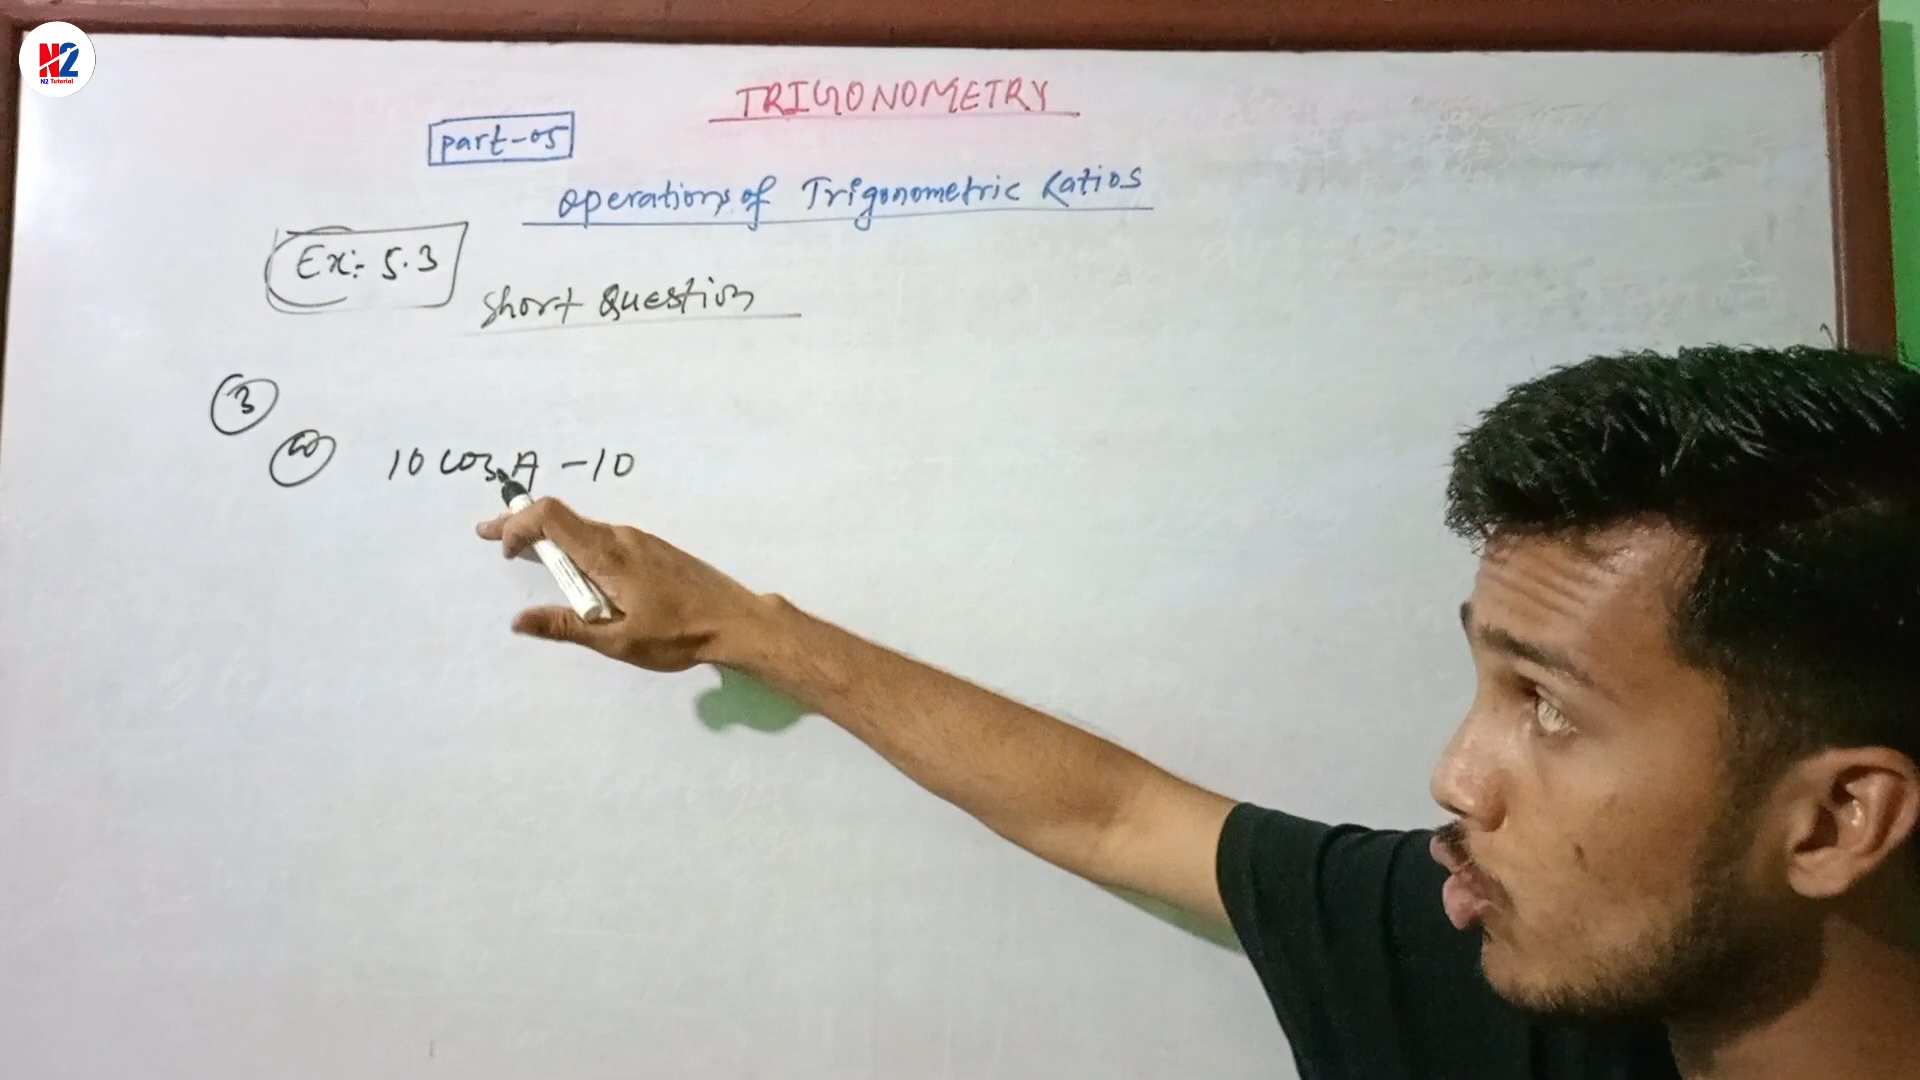 N2
N2 Tutorial
TRIGONOMETRY
part-05
Operations of Trigonometric Ratios
Ex:- 5.3
Short Question
3
10 cos A - 10